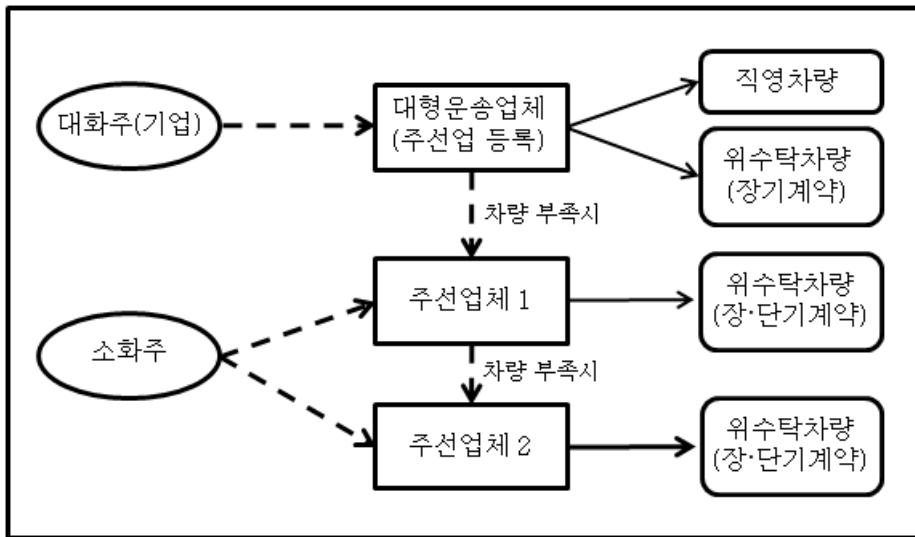 직영차량
대화주(기업)
대형운송업체
(주선업 등록)
위수탁차량
(장기계약)
차량 부족시
주선업체 1
위수탁차량
(장·단기계약)
소화주
차량 부족시
주선업체 2
위수탁차량
(장·단기계약)